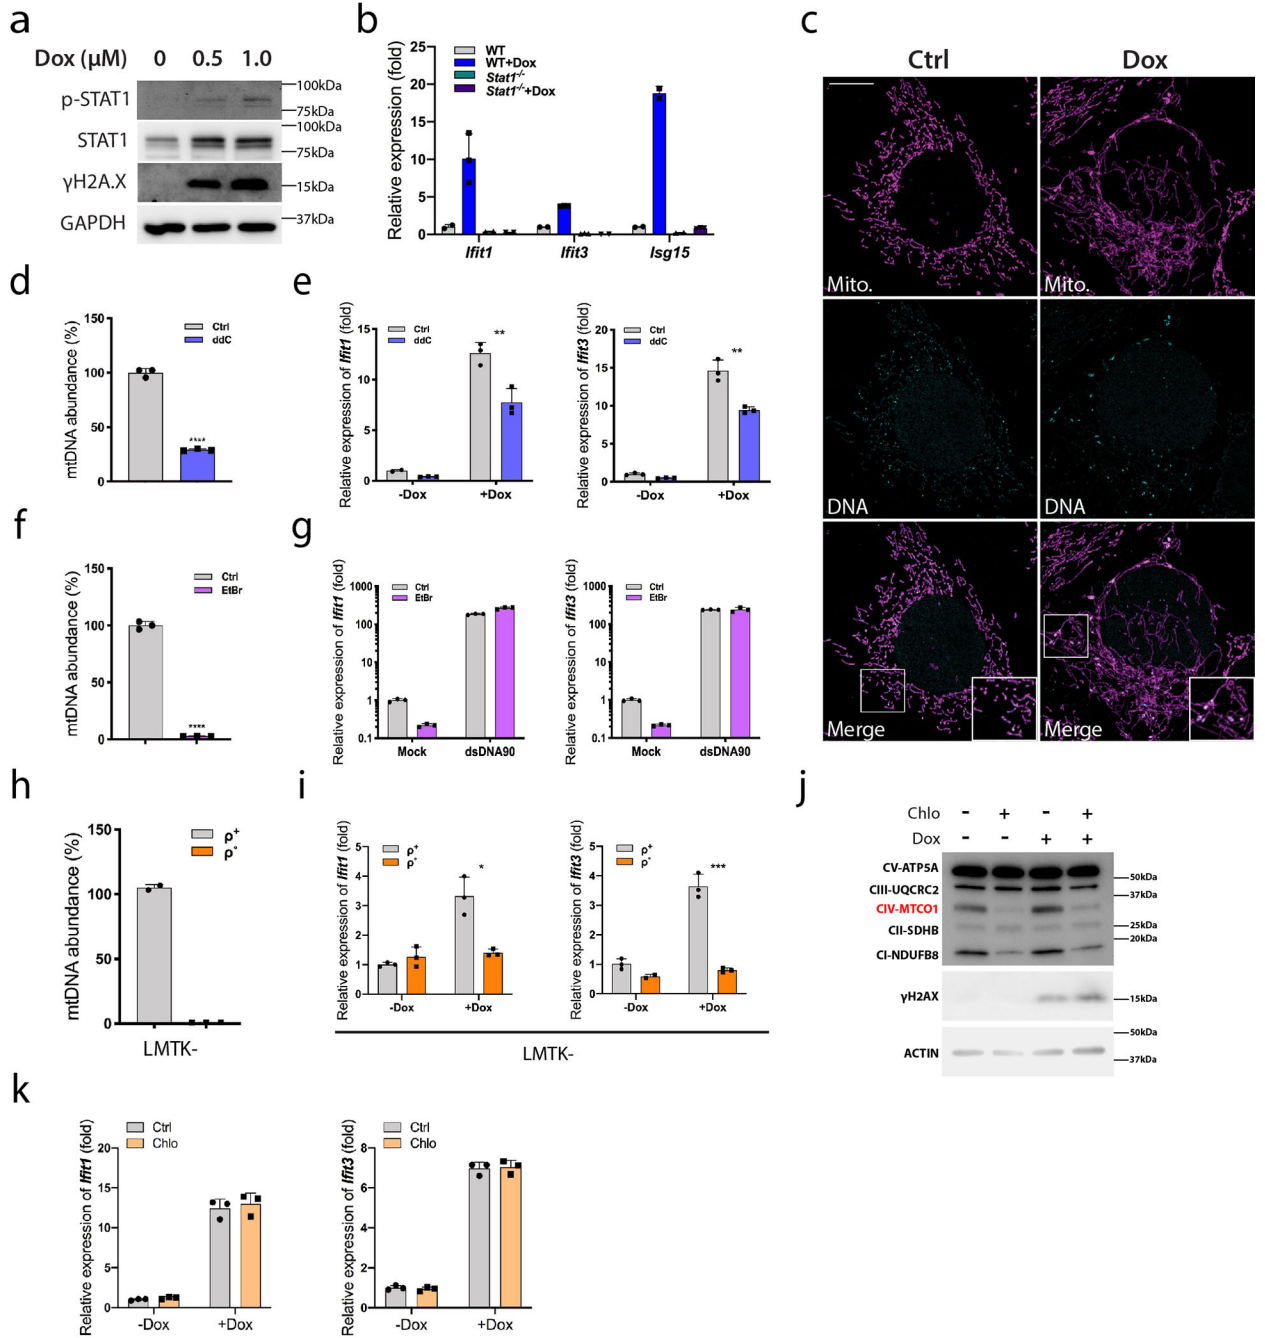 a
Dox (µM) 0 0.5 1.0
p-STAT1
100kDa
75kDa
STAT1
100kDa
75kDa
γH2A.X
15kDa
GAPDH
37kDa
b
Relative expression (fold)
25
20
15
10
5
0
WT
WT+Dox
Stat1-/-
Stat1-/-+Dox
Ifit1 Ifit3 Isg15
c
Ctrl Dox
Mito. Mito.
DNA DNA
Merge Merge
d
mtDNA abundance (%)
150
100
50
0
Ctrl
ddC
****
e
Relative expression of Ifit1 (fold)
15
10
5
0
Ctrl
ddC
**
-Dox +Dox
Relative expression of Ifit3 (fold)
20
15
10
5
0
Ctrl
ddC
**
-Dox +Dox
f
mtDNA abundance (%)
150
100
50
0
Ctrl
EtBr
****
g
Relative expression of Ifit1 (fold)
1000
100
10
1
0.1
Ctrl
EtBr
Mock dsDNA90
Relative expression of Ifit3 (fold)
1000
100
10
1
0.1
Ctrl
EtBr
Mock dsDNA90
h
mtDNA abundance (%)
150
100
50
0
ρ+
ρ°
LMTK-
i
Relative expression of Ifit1 (fold)
5
4
3
2
1
0
ρ+
ρ°
*
-Dox +Dox
Relative expression of Ifit3 (fold)
5
4
3
2
1
0
ρ+
ρ°
***
-Dox +Dox
LMTK-
j
Chlo - + - +
Dox - - + +
CV-ATP5A
CIII-UQCRC2
CIV-MTCO1
CII-SDHB
CI-NDUFB8
50kDa
37kDa
25kDa
20kDa
γH2AX
15kDa
ACTIN
50kDa
37kDa
k
Relative expression of Ifit1 (fold)
20
15
10
5
0
Ctrl
Chlo
-Dox +Dox
Relative expression of Ifit3 (fold)
8
6
4
2
0
Ctrl
Chlo
-Dox +Dox